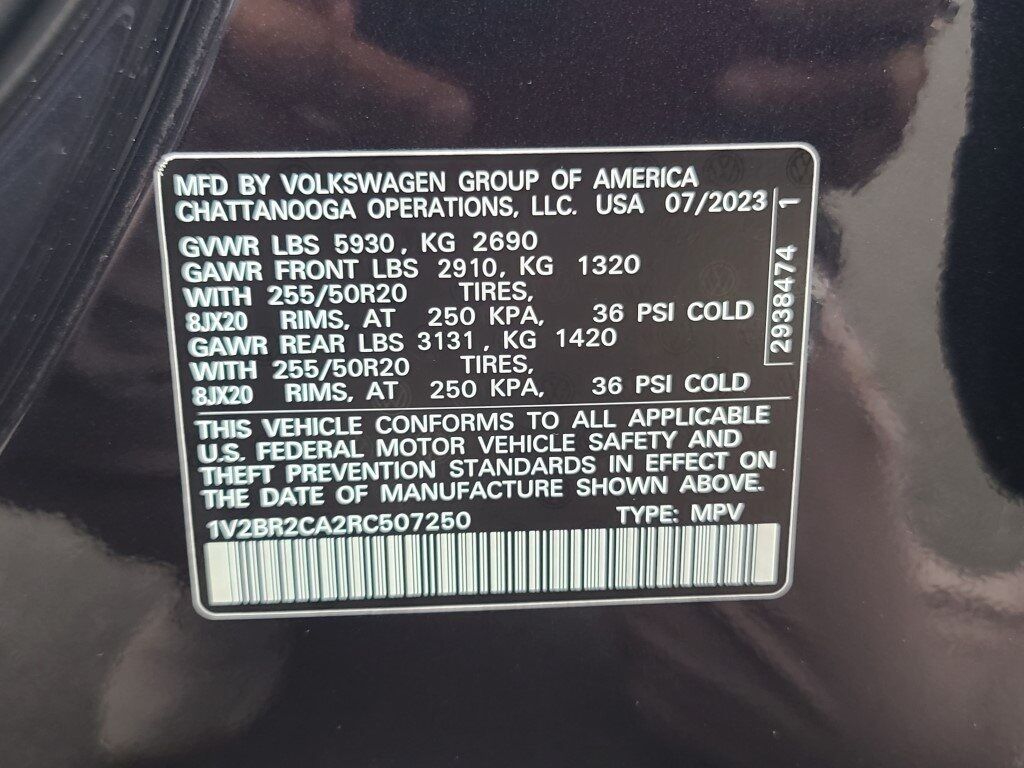 MFD BY VOLKSWAGEN GROUP OF AMERICA
CHATTANOOGA OPERATIONS, LLC. USA 07/2023
GVWR LBS 5930, KG 2690
GAWR FRONT LBS 2910, KG 1320
WITH 255/50R20 TIRES,
8JX20 RIMS, AT 250 KPA, 36 PSI COLD
GAWR REAR LBS 3131, KG 1420
WITH 255/50R20 TIRES,
8JX20 RIMS, AT 250 KPA, 36 PSI COLD
2938474 1
THIS VEHICLE CONFORMS TO ALL APPLICABLE
U.S. FEDERAL MOTOR VEHICLE SAFETY AND
THEFT PREVENTION STANDARDS IN EFFECT ON
THE DATE OF MANUFACTURE SHOWN ABOVE.
1V2BR2CA2RC507250 TYPE: MPV